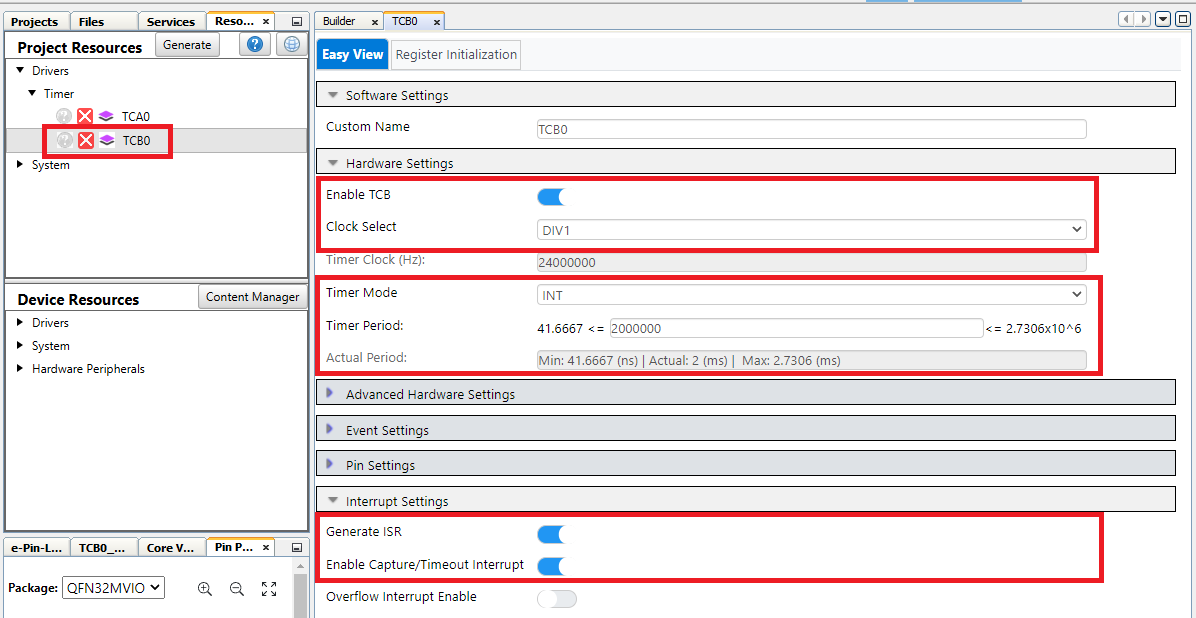 Projects Files Services Reso... ×
Project Resources Generate ?
Drivers
Timer
? TCA0
? TCB0
System
Device Resources Content Manager
Drivers
System
Hardware Peripherals
e-Pin-L... TCB0_... Core V... Pin P... ×
Package: QFN32MVIO
Builder × TCB0 ×
Easy View Register Initialization
Software Settings
Custom Name TCB0
Hardware Settings
Enable TCB
Clock Select DIV1
Timer Clock (Hz): 24000000
Timer Mode INT
Timer Period: 41.6667 <= 2000000 <= 2.7306x10^6
Actual Period: Min: 41.6667 (ns) | Actual: 2 (ms) | Max: 2.7306 (ms)
Advanced Hardware Settings
Event Settings
Pin Settings
Interrupt Settings
Generate ISR
Enable Capture/Timeout Interrupt
Overflow Interrupt Enable